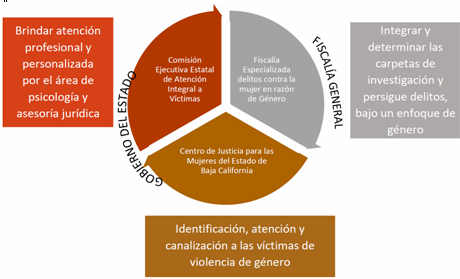 Brindar atención
profesional y
personalizada
por el área de
psicología y
asesoría jurídica
GOBIERNO DEL ESTADO
Comisión
Ejecutiva Estatal
de Atención
Integral a
Víctimas
Fiscalía
Especializada
delitos contra la
mujer en razón
de Género
FISCALÍA GENERAL
Integrar y
determinar las
carpetas de
investigación y
persigue delitos,
bajo un enfoque de
género
Centro de Justicia para las
Mujeres del Estado de
Baja California
Identificación, atención y
canalización a las víctimas de
violencia de género